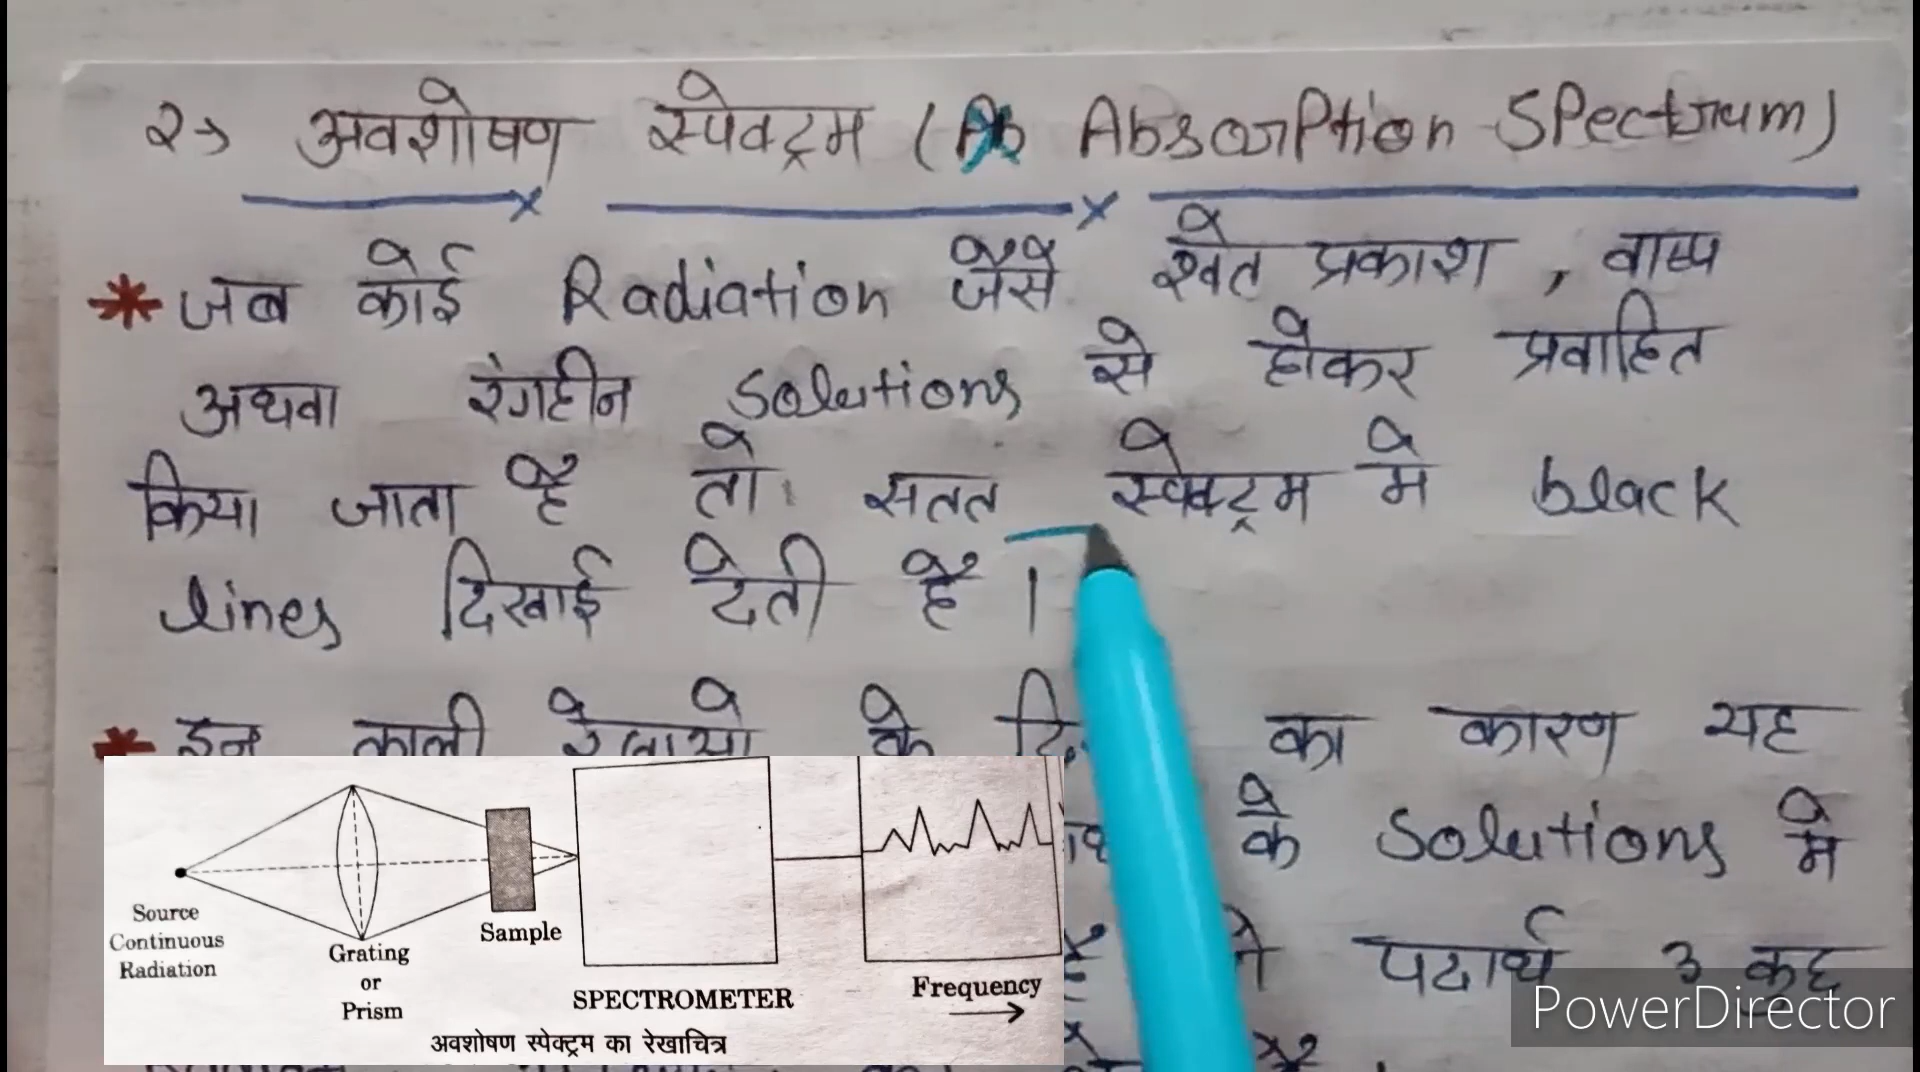 २→ अवशोषण स्पेक्ट्रम ( Ab Absorption Spectrum)
* जब कोई Radiation जैसे श्वेत प्रकाश , वाष्प
अथवा रंगहीन Solutions से होकर प्रवाहित
किया जाता है तो सतत स्पेक्ट्रम मे black
lines दिखाई देती है ।
* इन काली रेखाओ के का कारण यह
के Solutions मे
पदार्थ उ कुछ
Source
Continuous
Radiation
Grating
or
Prism
Sample
SPECTROMETER
Frequency
अवशोषण स्पेक्ट्रम का रेखाचित्र
PowerDirector